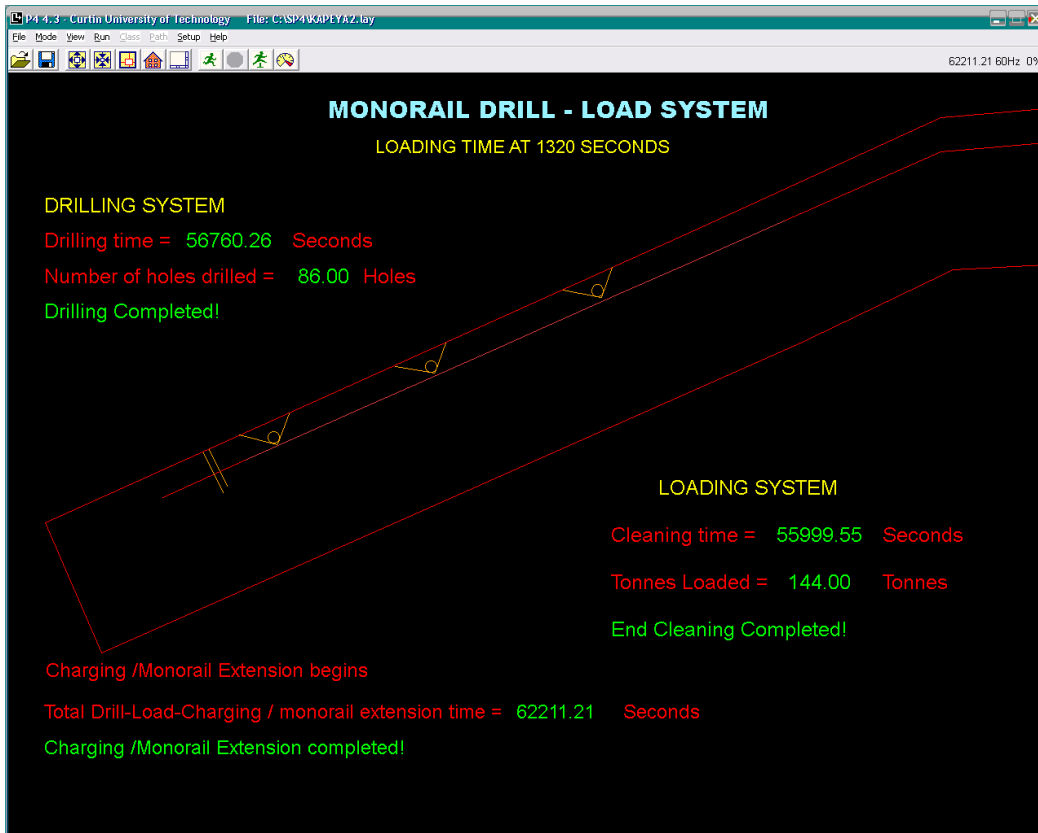 P4 4.3 - Curtin University of Technology File: C:\SP4\KAPEYA2.lay
File Mode View Run Class Path Setup Help
62211.21 60Hz 0%
MONORAIL DRILL - LOAD SYSTEM
LOADING TIME AT 1320 SECONDS
DRILLING SYSTEM
Drilling time = 56760.26 Seconds
Number of holes drilled = 86.00 Holes
Drilling Completed!
LOADING SYSTEM
Cleaning time = 55999.55 Seconds
Tonnes Loaded = 144.00 Tonnes
End Cleaning Completed!
Charging /Monorail Extension begins
Total Drill-Load-Charging / monorail extension time = 62211.21 Seconds
Charging /Monorail Extension completed!